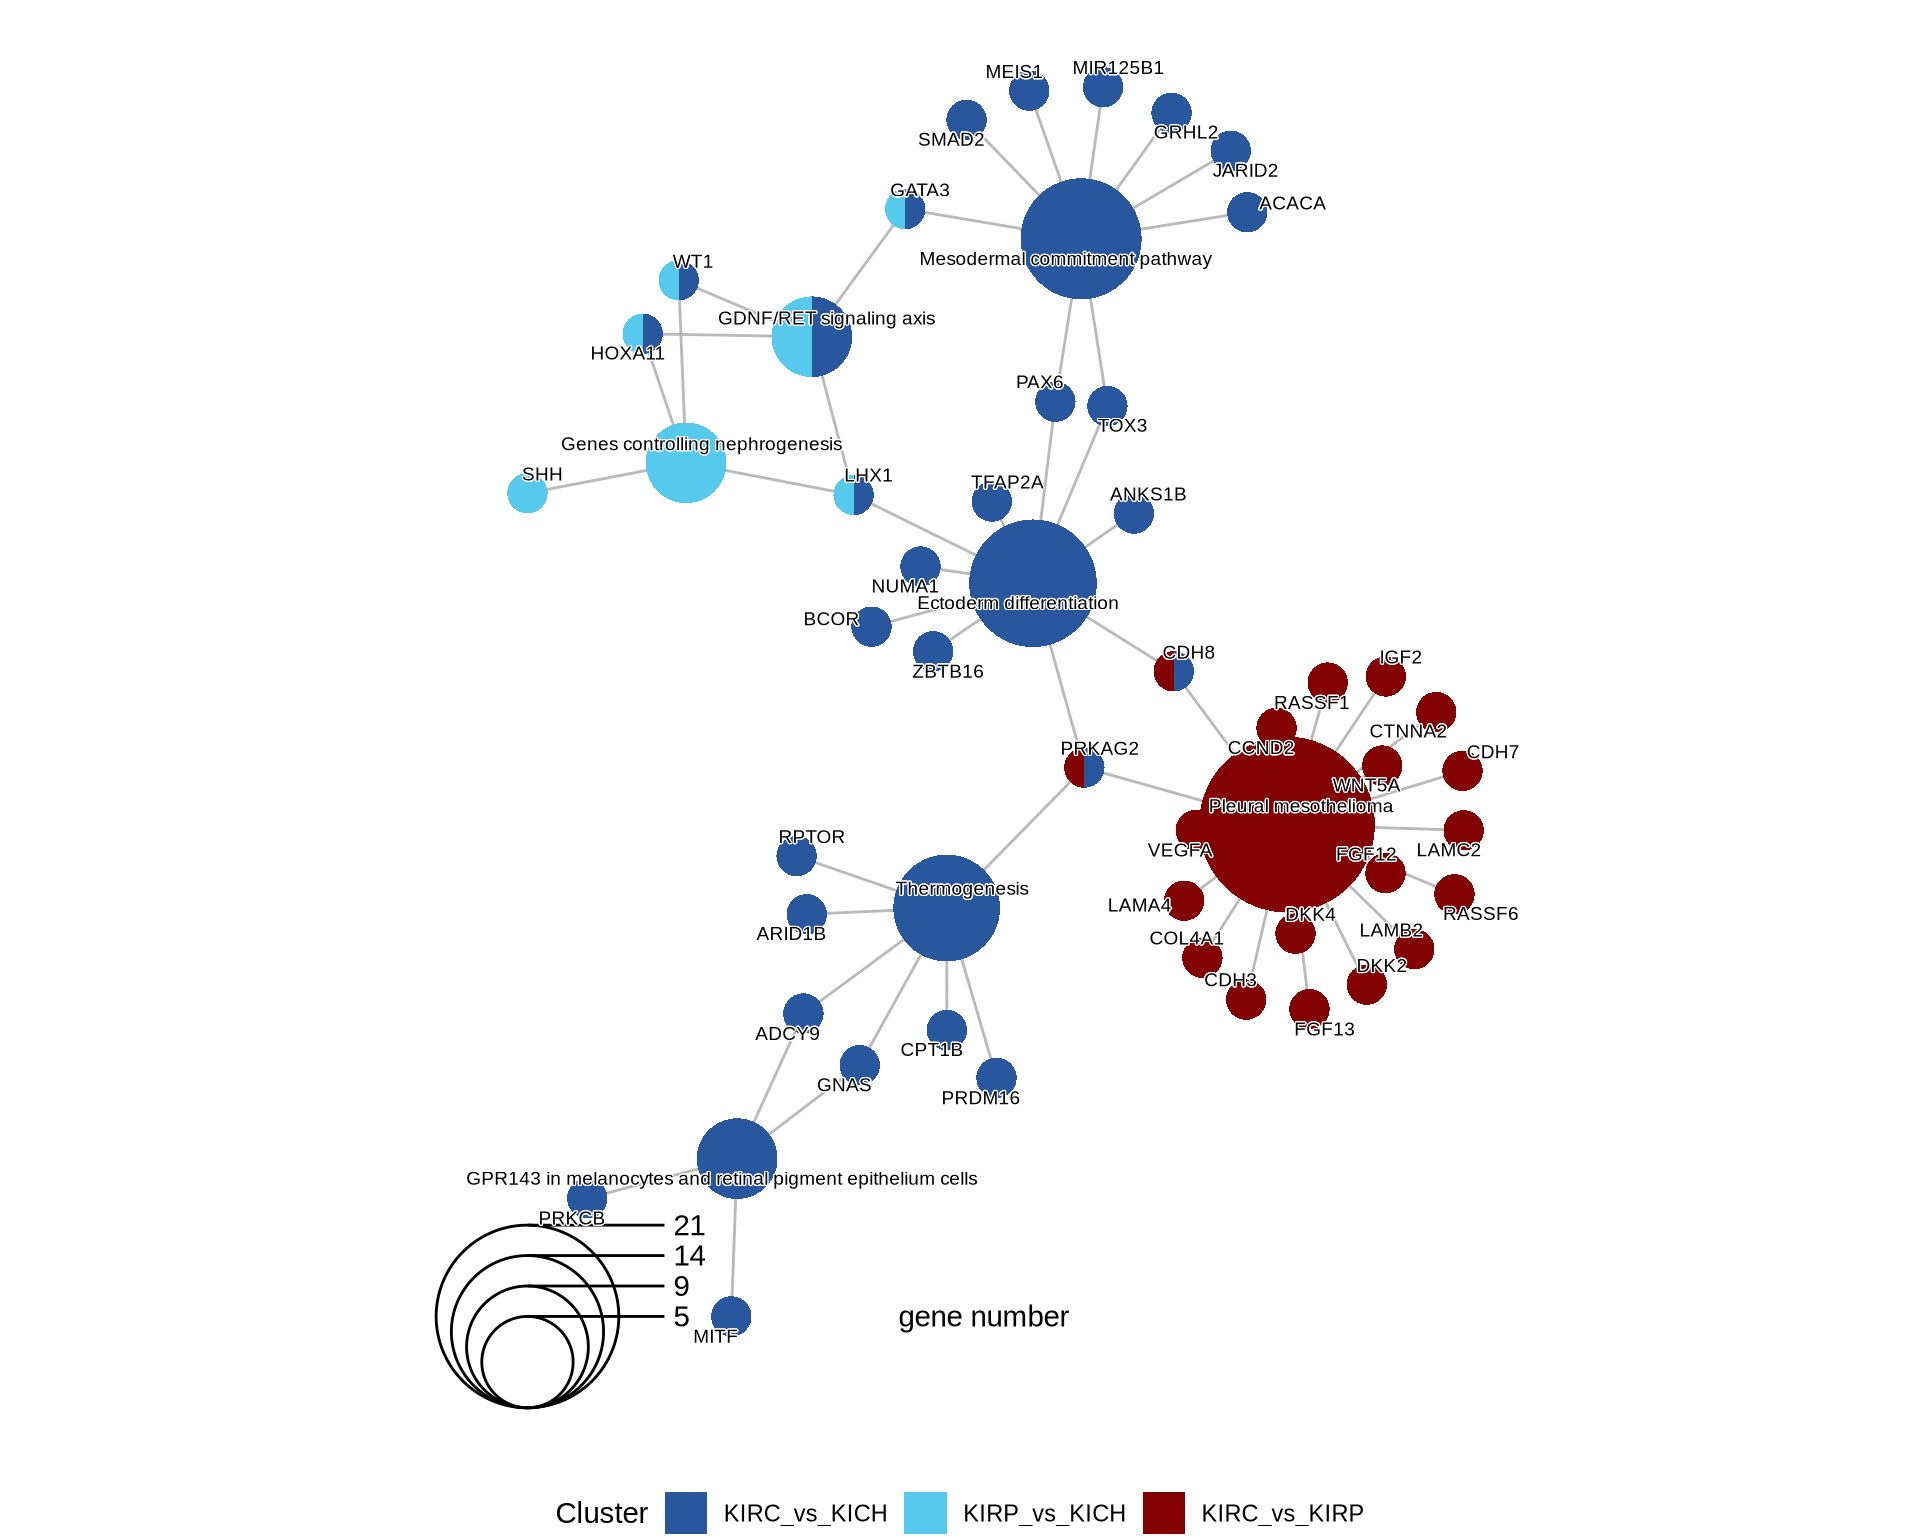 MEIS1
MIR125B1
SMAD2
GRHL2
JARID2
GATA3
ACACA
WT1
Mesodermal commitment pathway
GDNF/RET signaling axis
HOXA11
PAX6
TOX3
Genes controlling nephrogenesis
SHH
LHX1
TFAP2A
ANKS1B
NUMA1
Ectoderm differentiation
BCOR
ZBTB16
CDH8
IGF2
RASSF1
CTNNA2
CCND2
CDH7
PRKAG2
WNT5A
Pleural mesothelioma
RPTOR
VEGFA
FGF12
LAMC2
Thermogenesis
LAMA4
DKK4
RASSF6
ARID1B
COL4A1
LAMB2
DKK2
CDH3
ADCY9
FGF13
CPT1B
GNAS
PRDM16
GPR143 in melanocytes and retinal pigment epithelium cells
PRKCB
21
14
9
5
MITF
gene number
Cluster KIRC_vs_KICH KIRP_vs_KICH KIRC_vs_KIRP